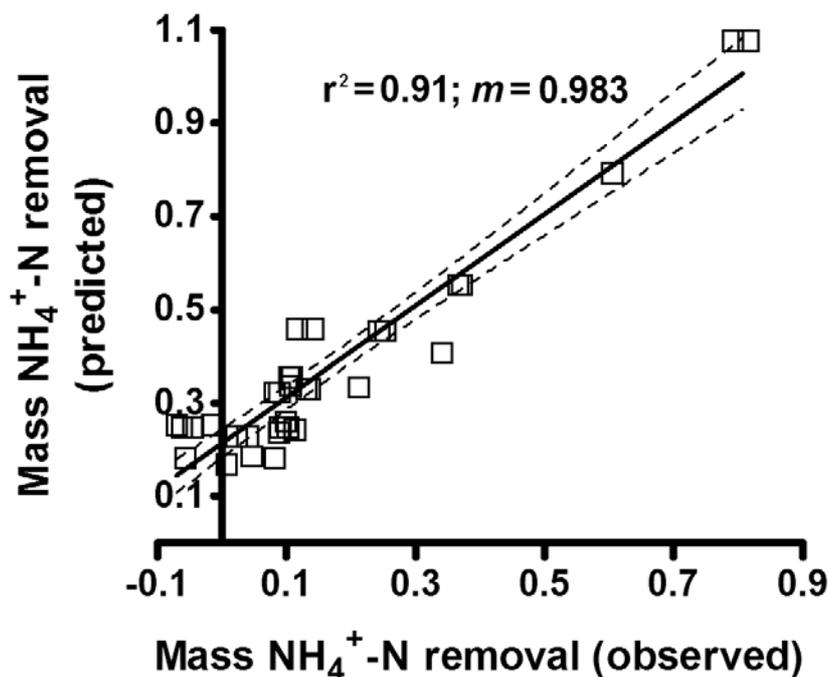 Mass NH₄⁺-N removal
(predicted)
1.1
0.9
0.7
0.5
0.3
0.1
r²=0.91; m=0.983
-0.1 0.1 0.3 0.5 0.7 0.9
Mass NH₄⁺-N removal (observed)